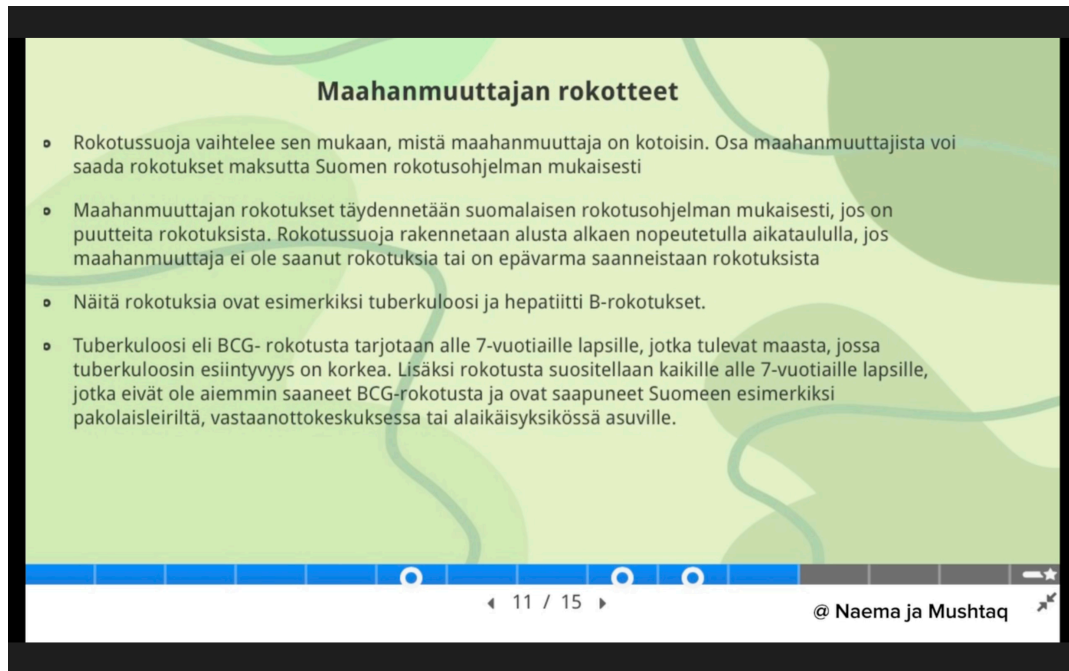 Maahanmuuttajan rokotteet
Rokotussuoja vaihtelee sen mukaan, mistä maahanmuuttaja on kotoisin. Osa maahanmuuttajista voi
saada rokotukset maksutta Suomen rokotusohjelman mukaisesti
Maahanmuuttajan rokotukset täydennetään suomalaisen rokotusohjelman mukaisesti, jos on
puutteita rokotuksista. Rokotussuoja rakennetaan alusta alkaen nopeutetulla aikataululla, jos
maahanmuuttaja ei ole saanut rokotuksia tai on epävarma saanneistaan rokotuksista
Näitä rokotuksia ovat esimerkiksi tuberkuloosi ja hepatiitti B-rokotukset.
Tuberkuloosi eli BCG- rokotusta tarjotaan alle 7-vuotiaille lapsille, jotka tulevat maasta, jossa
tuberkuloosin esiintyvyys on korkea. Lisäksi rokotusta suositellaan kaikille alle 7-vuotiaille lapsille,
jotka eivät ole aiemmin saaneet BCG-rokotusta ja ovat saapuneet Suomeen esimerkiksi
pakolaisleiriltä, vastaanottokeskuksessa tai alaikäisyksikössä asuville.
11 / 15
@ Naema ja Mushtaq